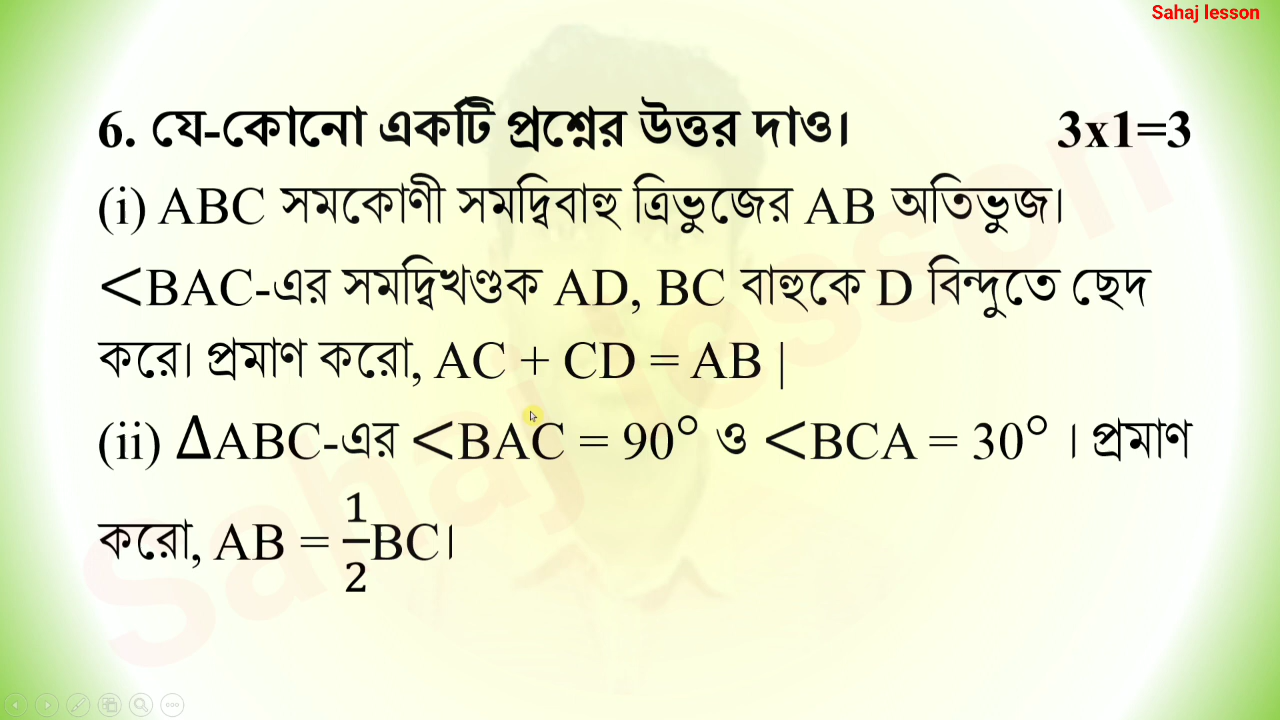 Sahaj lesson
6. যে-কোনো একটি প্রশ্নের উত্তর দাও। 3x1=3
(i) ABC সমকোণী সমদ্বিবাহু ত্রিভুজের AB অতিভুজ।
<BAC-এর সমদ্বিখণ্ডক AD, BC বাহুকে D বিন্দুতে ছেদ
করে। প্রমাণ করো, AC + CD = AB |
(ii) ΔABC-এর <BAC = 90° ও <BCA = 30° । প্রমাণ
করো, AB = 1/2 BC।
Sahaj lesson